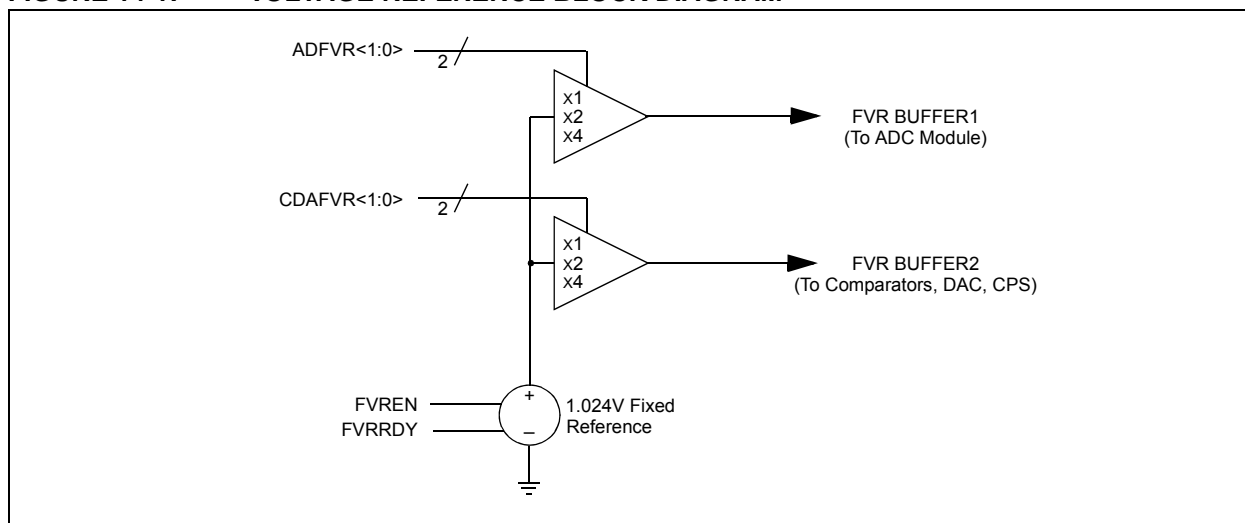 ADFVR<1:0>
2
X1
X2
X4
FVR BUFFER1
(To ADC Module)
CDAFVR<1:0>
2
X1
X2
X4
FVR BUFFER2
(To Comparators, DAC, CPS)
FVREN
FVRRDY
+
_
1.024V Fixed
Reference